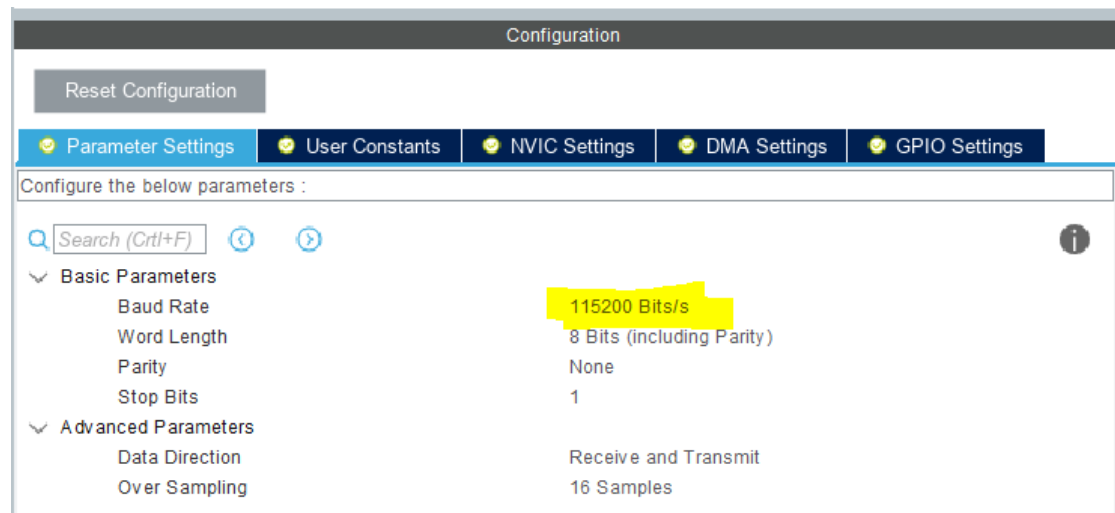 Configuration
Reset Configuration
Parameter Settings User Constants NVIC Settings DMA Settings GPIO Settings
Configure the below parameters :
Search (Crtl+F)
Basic Parameters
Baud Rate 115200 Bits/s
Word Length 8 Bits (including Parity)
Parity None
Stop Bits 1
Advanced Parameters
Data Direction Receive and Transmit
Over Sampling 16 Samples